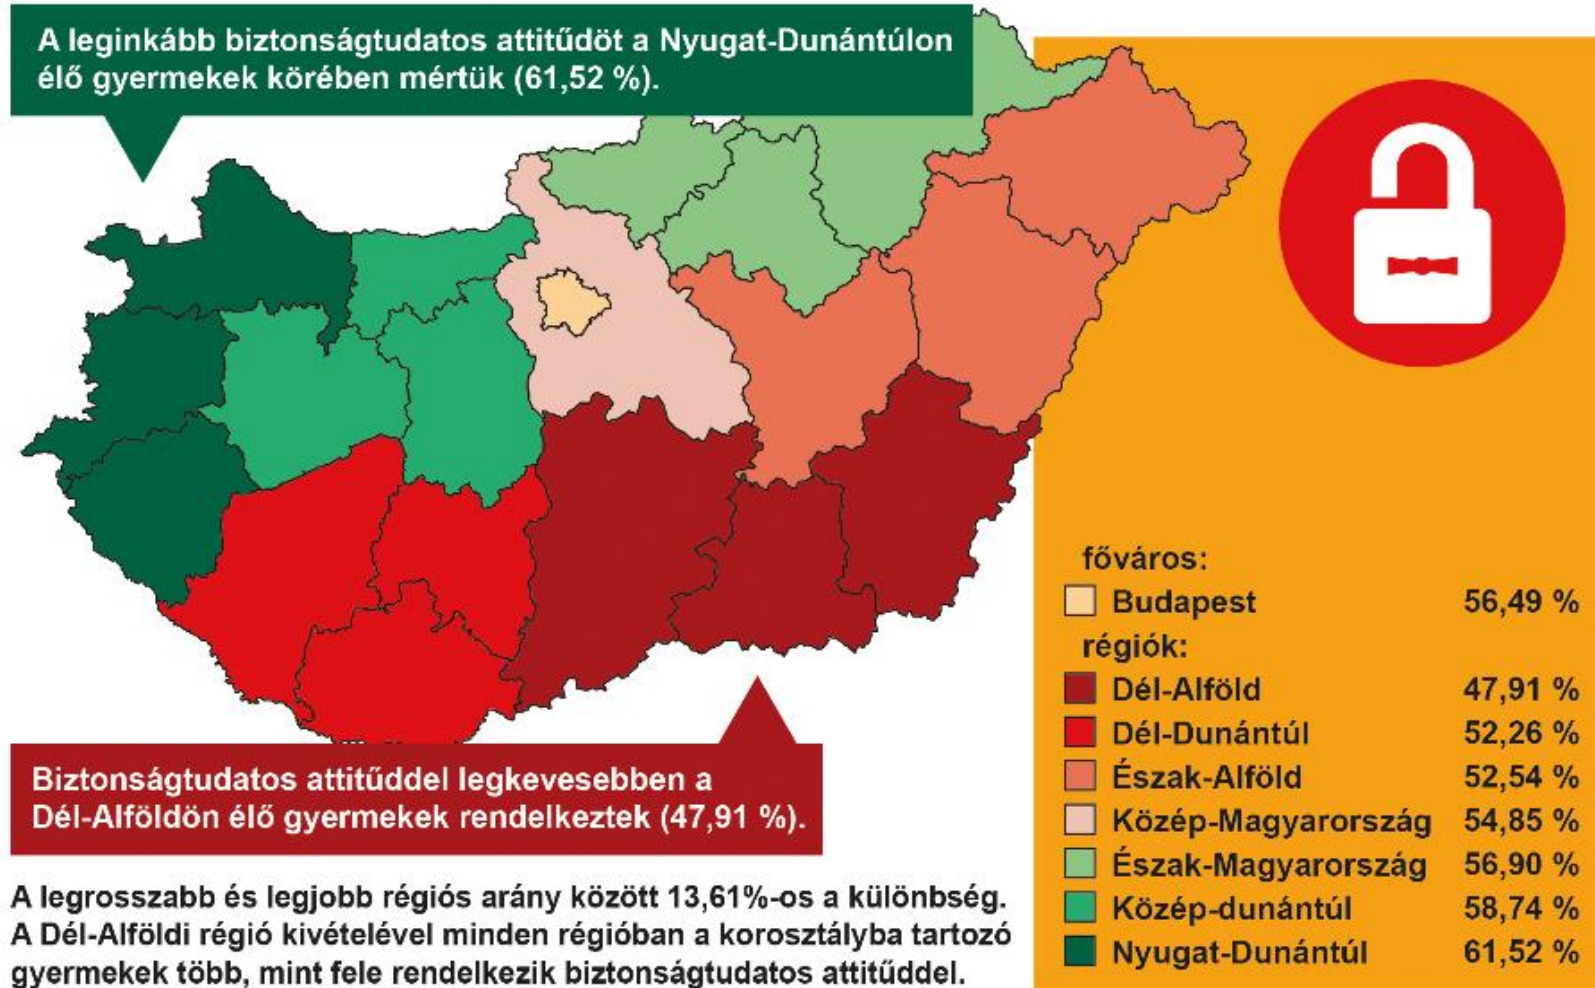 A leginkább biztonságtudatos attitűdöt a Nyugat-Dunántúlon
élő gyermekek körében mértük (61,52 %).
főváros:
Budapest 56,49 %
régiók:
Dél-Alföld 47,91 %
Dél-Dunántúl 52,26 %
Észak-Alföld 52,54 %
Közép-Magyarország 54,85 %
Észak-Magyarország 56,90 %
Közép-dunántúl 58,74 %
Nyugat-Dunántúl 61,52 %
Biztonságtudatos attitűddel legkevesebben a
Dél-Alföldön élő gyermekek rendelkeztek (47,91 %).
A legrosszabb és legjobb régiós arány között 13,61%-os a különbség.
A Dél-Alföldi régió kivételével minden régióban a korosztályba tartozó
gyermekek több, mint fele rendelkezik biztonságtudatos attitűddel.